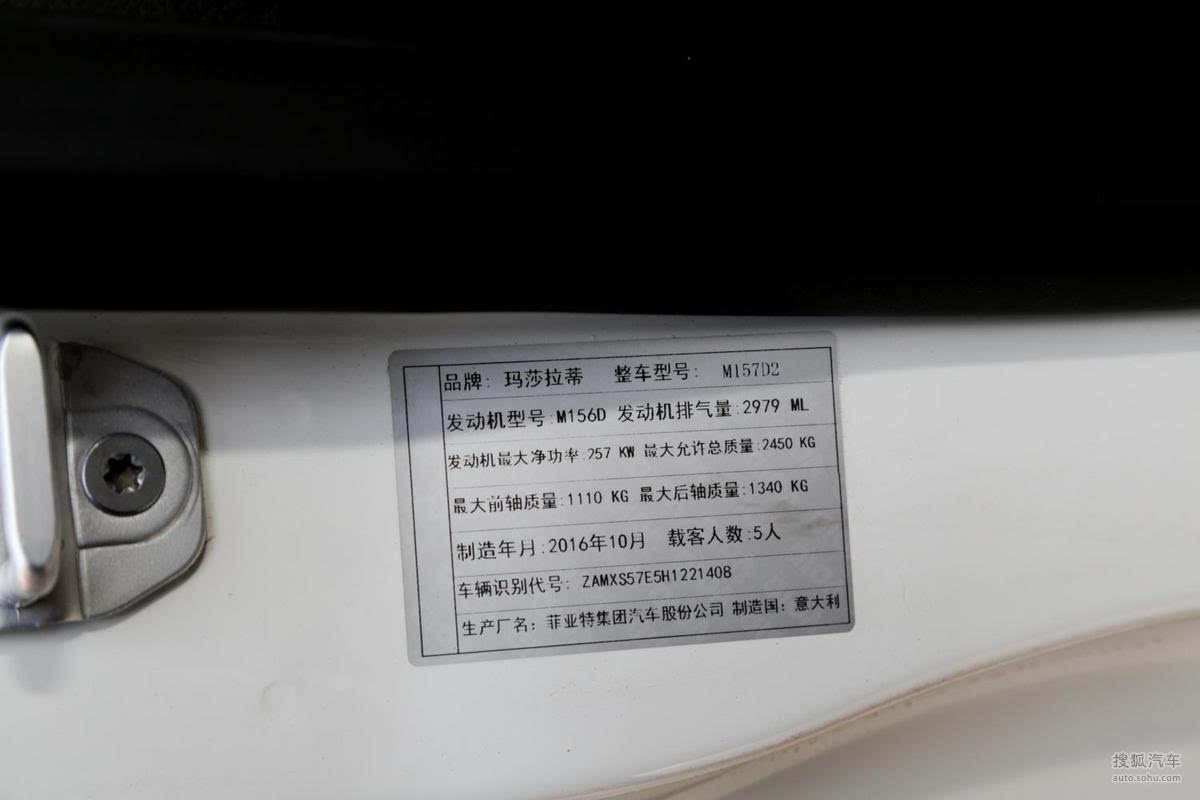 品牌: 玛莎拉蒂 整车型号: M157D2
发动机型号:M156D 发动机排气量:2979 ML
发动机最大净功率:257 KW 最大允许总质量:2450 KG
最大前轴质量:1110 KG 最大后轴质量:1340 KG
制造年月:2016年10月 载客人数:5人
车辆识别代号: ZAMXS57E5H1221408
生产厂名: 菲亚特集团汽车股份公司 制造国: 意大利
搜狐汽车
auto.sohu.com